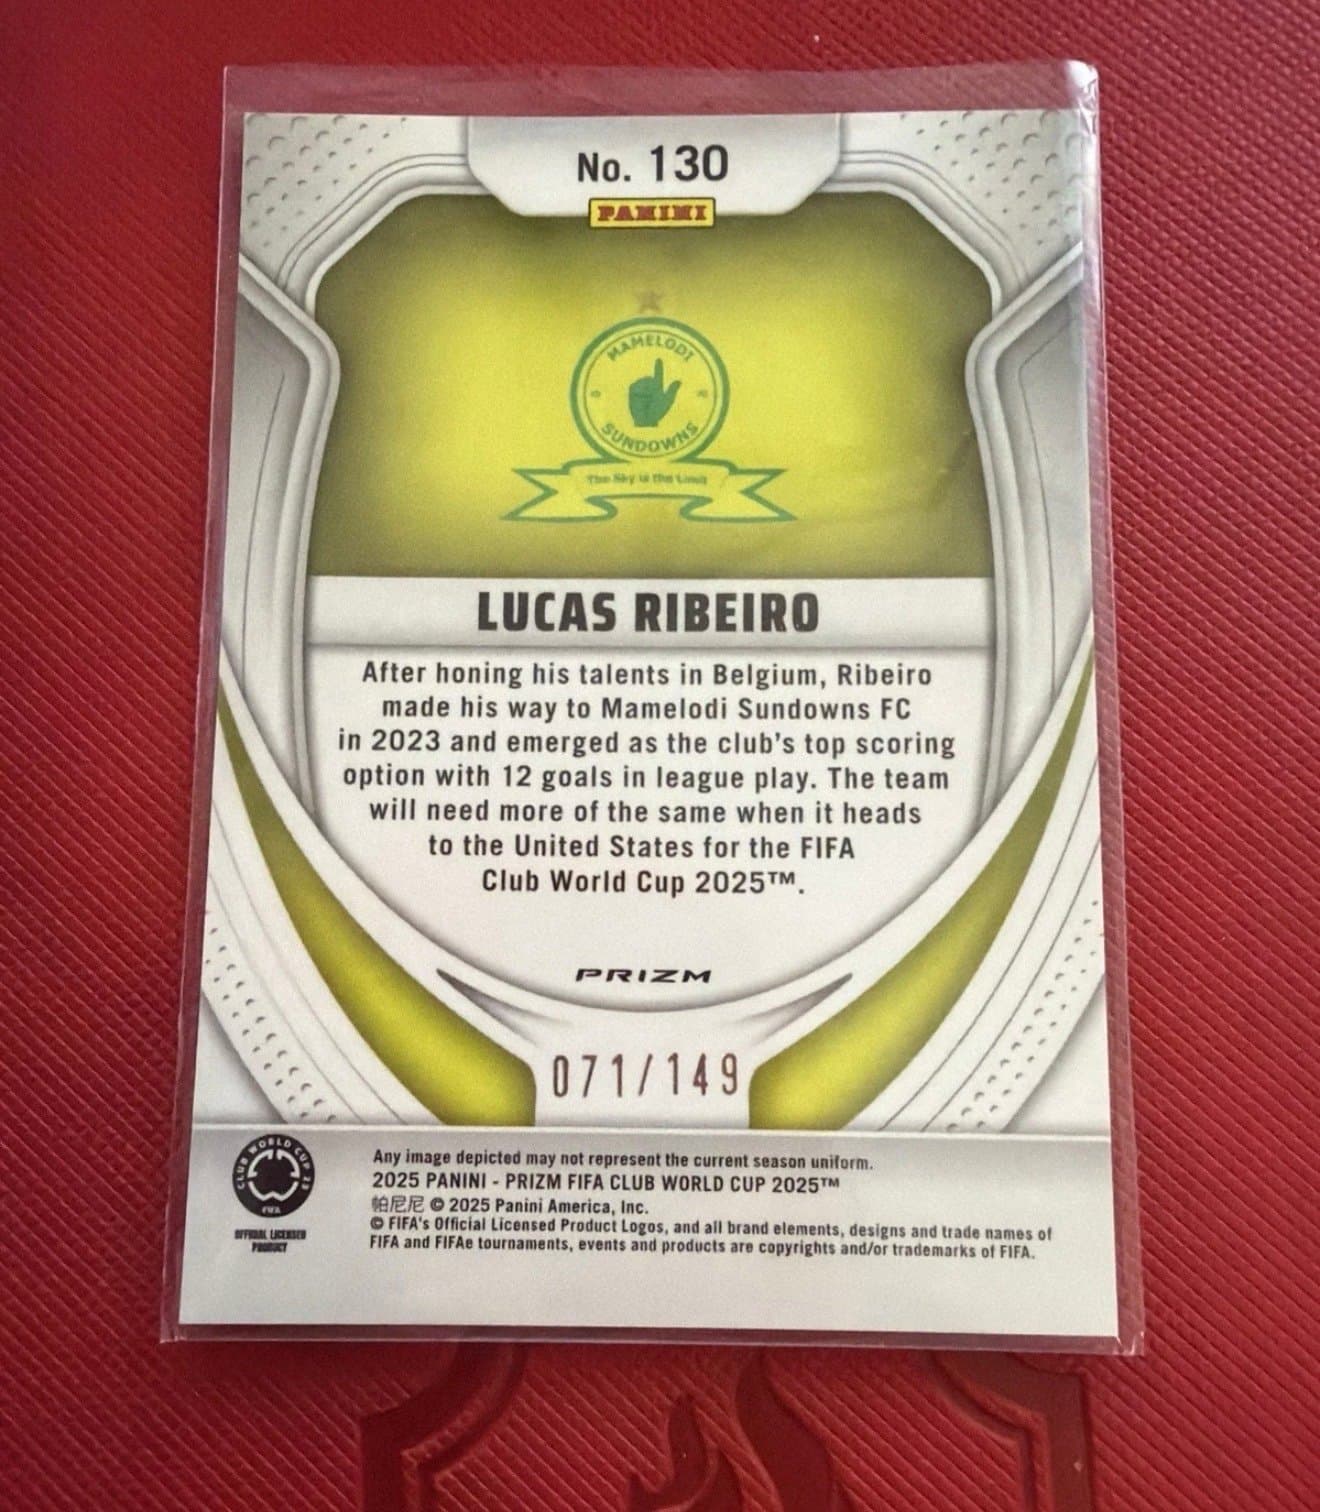 No. 130
PANINI
MAMELODI
SUNDOWNS
The Sky is the Limit
LUCAS RIBEIRO
After honing his talents in Belgium, Ribeiro
made his way to Mamelodi Sundowns FC
in 2023 and emerged as the club's top scoring
option with 12 goals in league play. The team
will need more of the same when it heads
to the United States for the FIFA
Club World Cup 2025™.
PRIZM
071/149
CLUB WORLD CUP 25
FIFA
OFFICIAL LICENSED
PRODUCT
Any image depicted may not represent the current season uniform.
2025 PANINI - PRIZM FIFA CLUB WORLD CUP 2025™
帕尼尼 © 2025 Panini America, Inc.
© FIFA's Official Licensed Product Logos, and all brand elements, designs and trade names of
FIFA and FIFAe tournaments, events and products are copyrights and/or trademarks of FIFA.